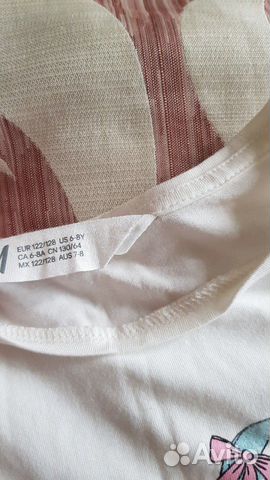 M
EUR 122/128 US 6-8Y
CA 6-8A CN 130/64
MX 122/128 AUS 7-8
Avito